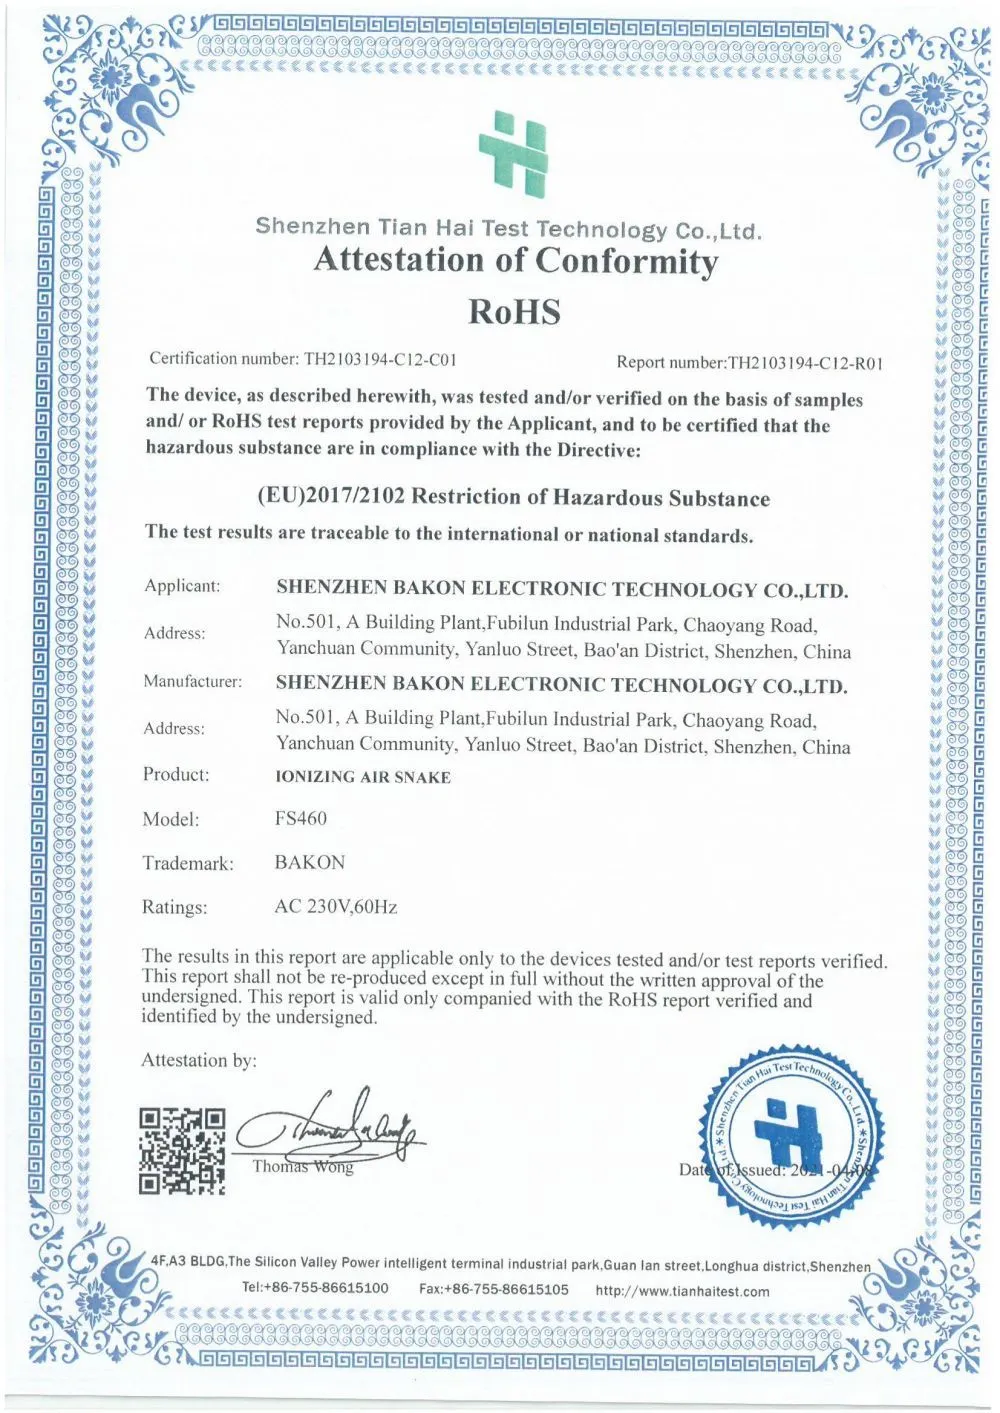 Shenzhen Tian Hai Test Technology Co.,Ltd.
Attestation of Conformity
RoHS
Certification number: TH2103194-C12-C01
Report number:TH2103194-C12-R01
The device, as described herewith, was tested and/or verified on the basis of samples
and/ or RoHS test reports provided by the Applicant, and to be certified that the
hazardous substance are in compliance with the Directive:
(EU)2017/2102 Restriction of Hazardous Substance
The test results are traceable to the international or national standards.
Applicant: SHENZHEN BAKON ELECTRONIC TECHNOLOGY CO.,LTD.
Address: No.501, A Building Plant,Fubilun Industrial Park, Chaoyang Road,
Yanchuan Community, Yanluo Street, Bao'an District, Shenzhen, China
Manufacturer: SHENZHEN BAKON ELECTRONIC TECHNOLOGY CO.,LTD.
Address: No.501, A Building Plant,Fubilun Industrial Park, Chaoyang Road,
Yanchuan Community, Yanluo Street, Bao'an District, Shenzhen, China
Product: IONIZING AIR SNAKE
Model: FS460
Trademark: BAKON
Ratings: AC 230V,60Hz
The results in this report are applicable only to the devices tested and/or test reports verified.
This report shall not be re-produced except in full without the written approval of the
undersigned. This report is valid only companied with the RoHS report verified and
identified by the undersigned.
Attestation by:
Thomas Wong
Shenzhen Tian Hai Test Technology Co., Ltd. * Shenzhen Tian Hai Test Technology Co., Ltd. *
Date of Issued: 2021-04-08
4F,A3 BLDG,The Silicon Valley Power intelligent terminal industrial park,Guan lan street,Longhua district,Shenzhen
Tel:+86-755-86615100 Fax:+86-755-86615105 http://www.tianhaitest.com